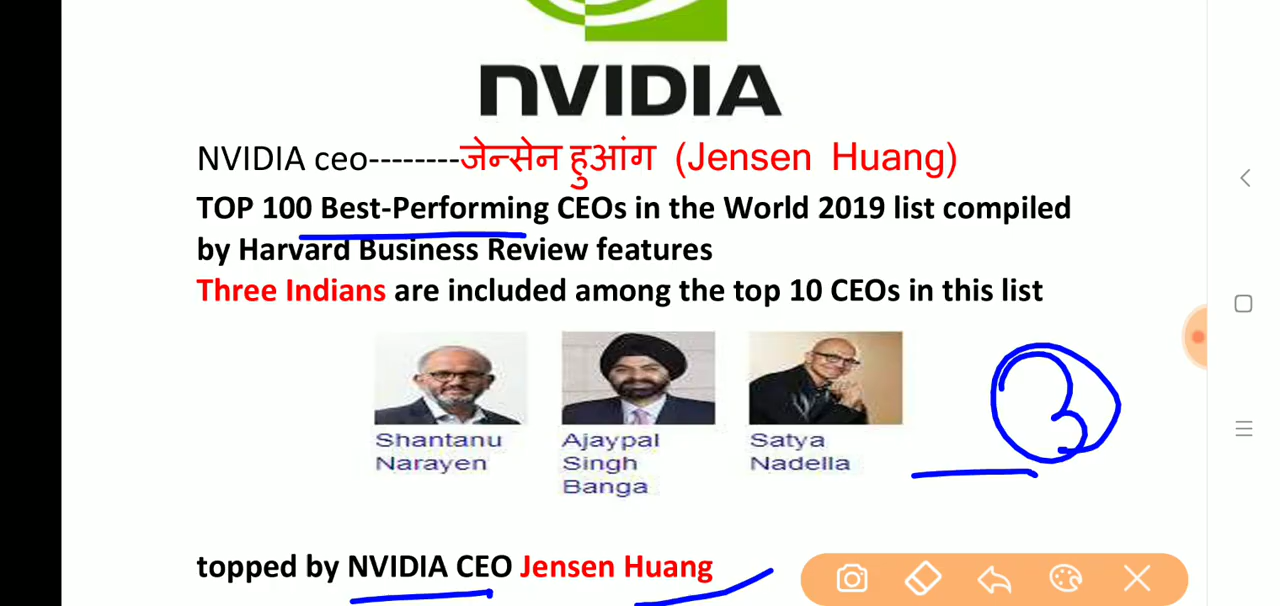 NVIDIA
NVIDIA ceo--------जेन्सेन हुआंग (Jensen Huang)
TOP 100 Best-Performing CEOs in the World 2019 list compiled
by Harvard Business Review features
Three Indians are included among the top 10 CEOs in this list
3
Shantanu Narayen
Ajaypal Singh Banga
Satya Nadella
topped by NVIDIA CEO Jensen Huang